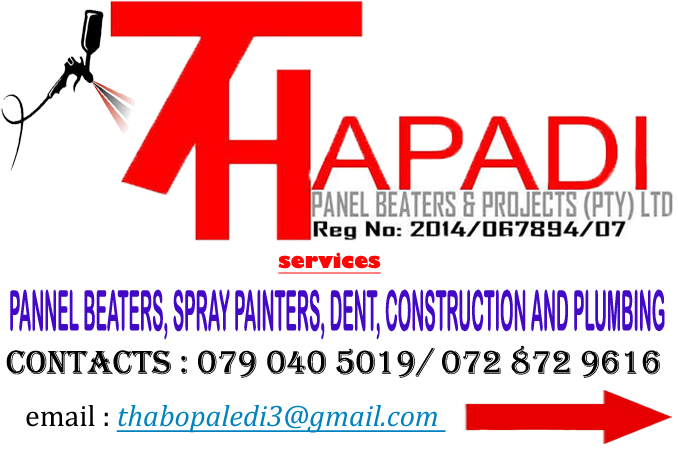 THAPADI
PANEL BEATERS & PROJECTS (PTY) LTD
Reg No: 2014/067894/07
services
PANNEL BEATERS, SPRAY PAINTERS, DENT, CONSTRUCTION AND PLUMBING
CONTACTS : 079 040 5019/ 072 872 9616
email : thabopaledi3@gmail.com